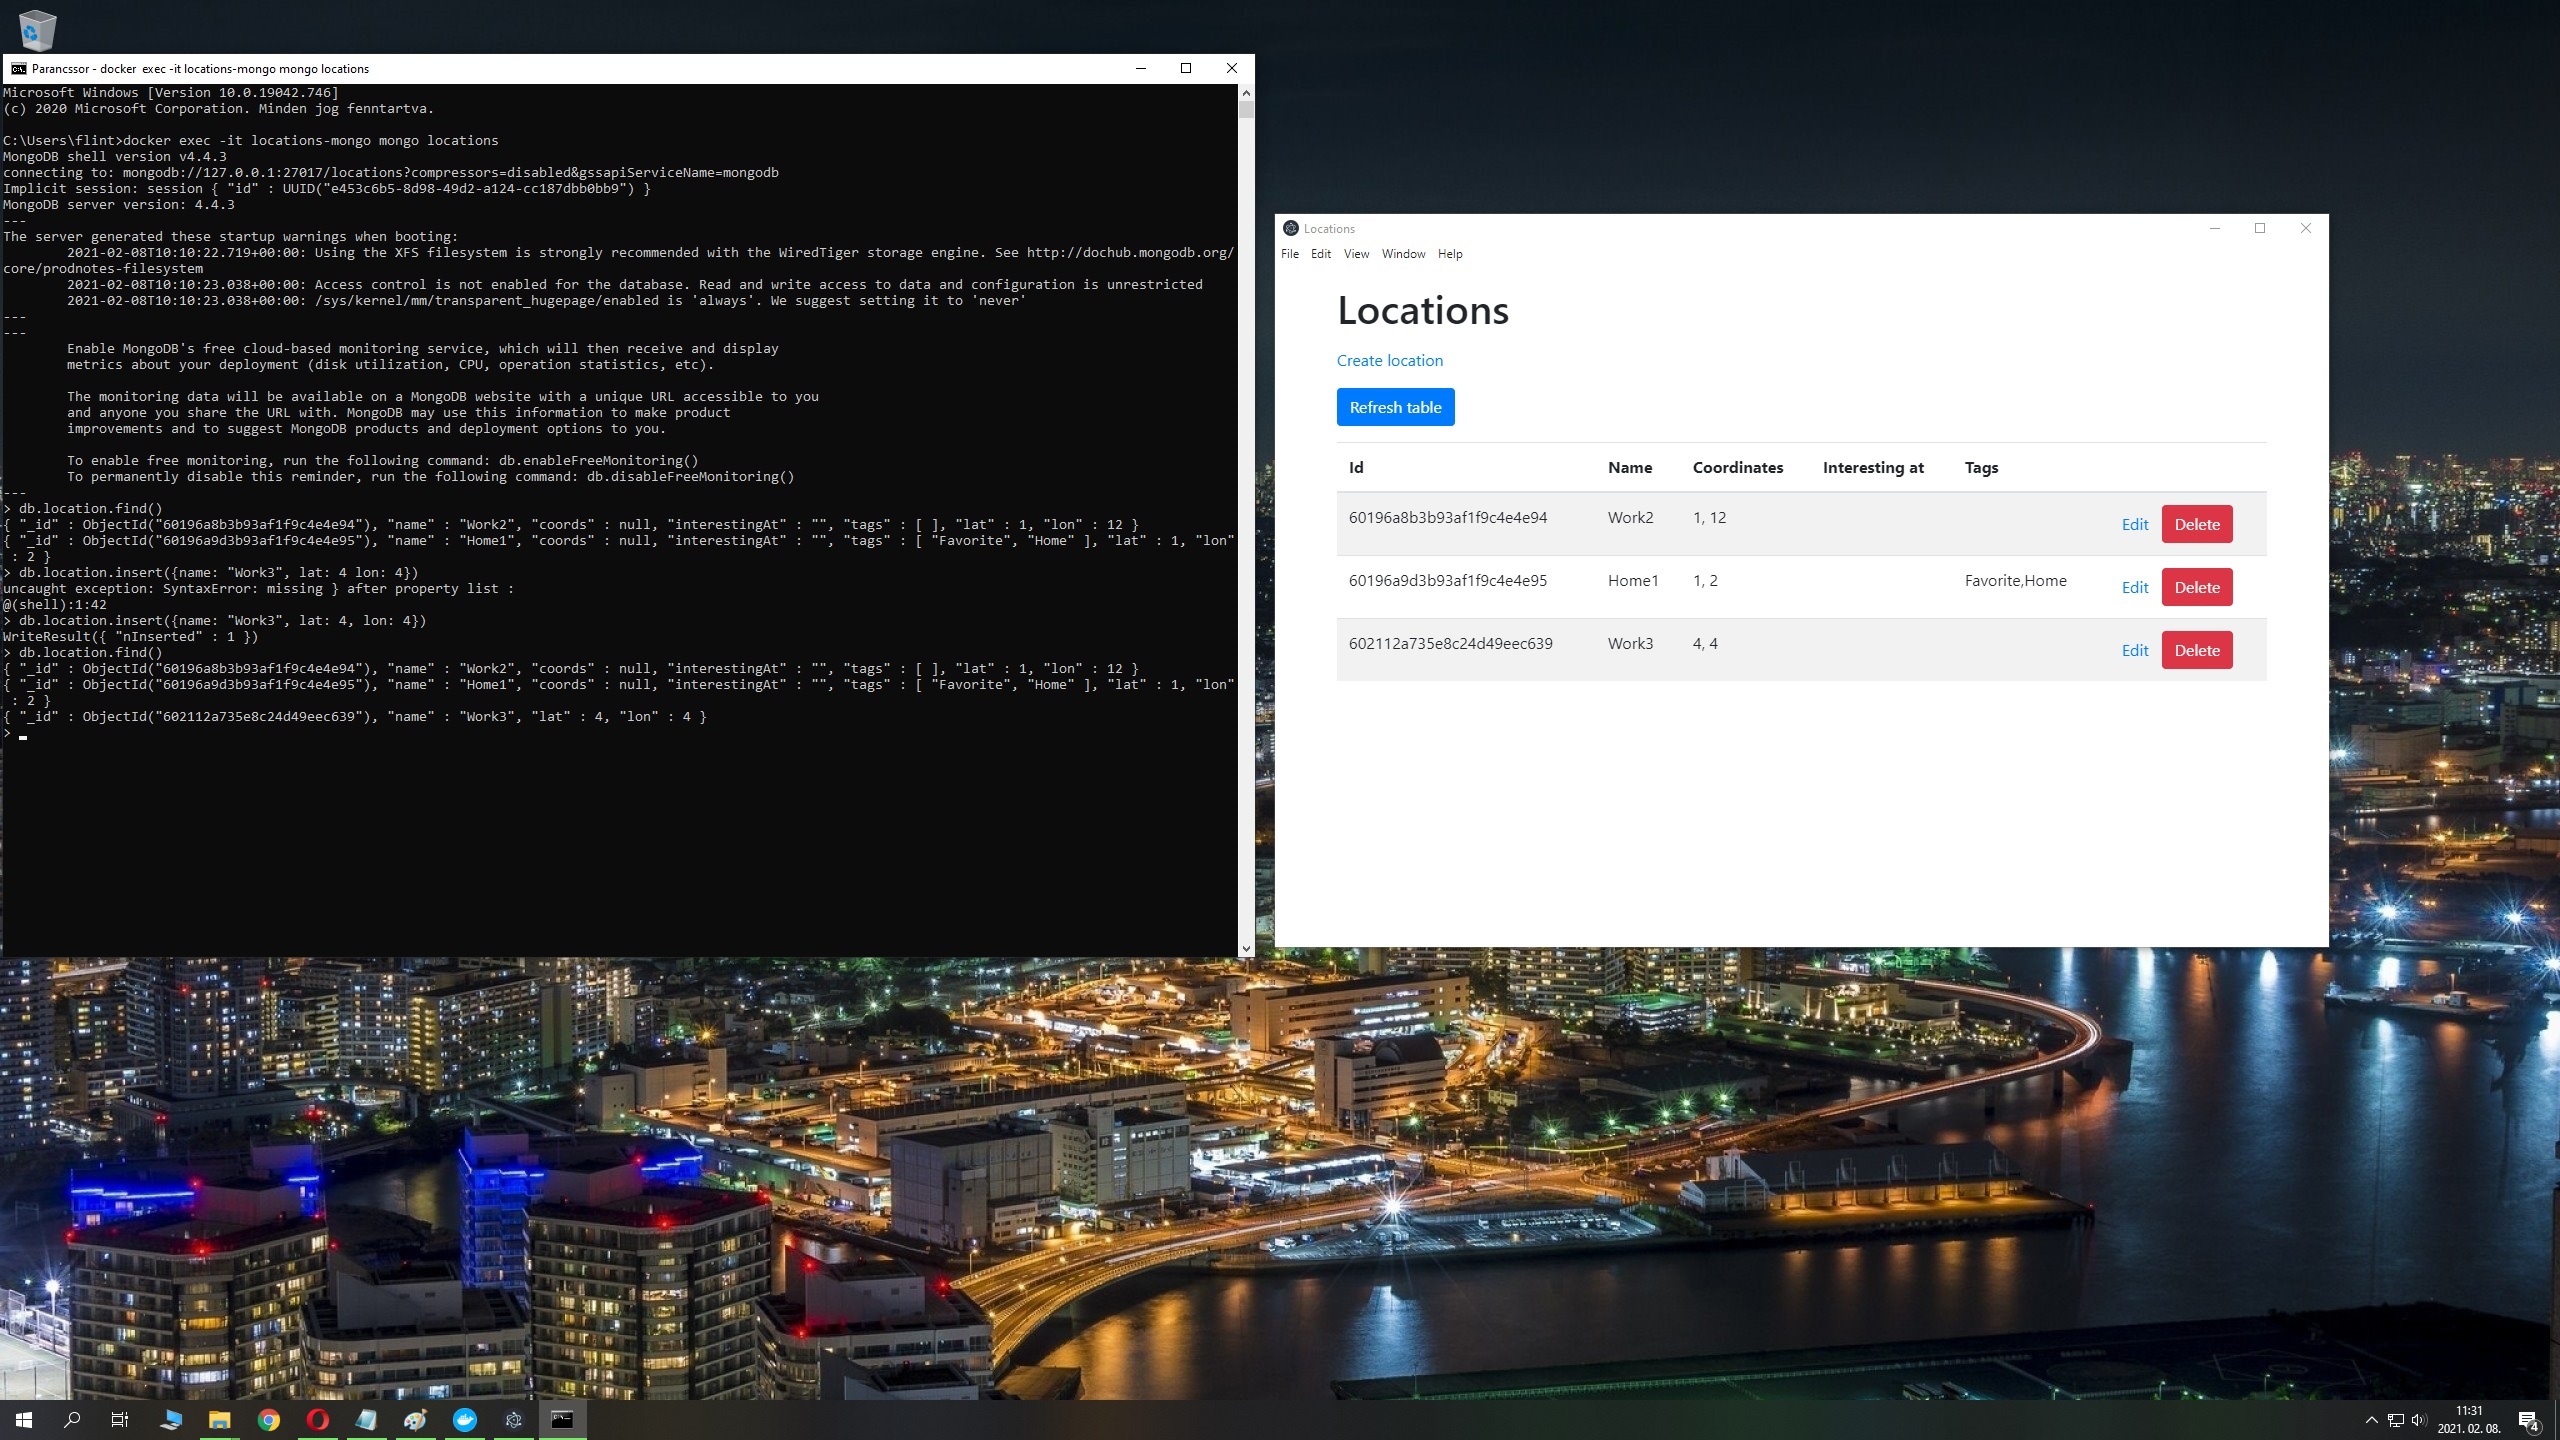 Parancssor - docker  exec -it locations-mongo mongo locations
Microsoft Windows [Version 10.0.19042.746]
(c) 2020 Microsoft Corporation. Minden jog fenntartva.
C:\Users\flint>docker exec -it locations-mongo mongo locations
MongoDB shell version v4.4.3
connecting to: mongodb://127.0.0.1:27017/locations?compressors=disabled&gssapiServiceName=mongodb
Implicit session: session { "id" : UUID("e453c6b5-8d98-49d2-a124-cc187dbb0bb9") }
MongoDB server version: 4.4.3
---
The server generated these startup warnings when booting:
        2021-02-08T10:10:22.719+00:00: Using the XFS filesystem is strongly recommended with the WiredTiger storage engine. See http://dochub.mongodb.org/
core/prodnotes-filesystem
        2021-02-08T10:10:23.038+00:00: Access control is not enabled for the database. Read and write access to data and configuration is unrestricted
        2021-02-08T10:10:23.038+00:00: /sys/kernel/mm/transparent_hugepage/enabled is 'always'. We suggest setting it to 'never'
---
---
        Enable MongoDB's free cloud-based monitoring service, which will then receive and display
        metrics about your deployment (disk utilization, CPU, operation statistics, etc).
        The monitoring data will be available on a MongoDB website with a unique URL accessible to you
        and anyone you share the URL with. MongoDB may use this information to make product
        improvements and to suggest MongoDB products and deployment options to you.
        To enable free monitoring, run the following command: db.enableFreeMonitoring()
        To permanently disable this reminder, run the following command: db.disableFreeMonitoring()
---
> db.location.find()
{ "_id" : ObjectId("60196a8b3b93af1f9c4e4e94"), "name" : "Work2", "coords" : null, "interestingAt" : "", "tags" : [ ], "lat" : 1, "lon" : 12 }
{ "_id" : ObjectId("60196a9d3b93af1f9c4e4e95"), "name" : "Home1", "coords" : null, "interestingAt" : "", "tags" : [ "Favorite", "Home" ], "lat" : 1, "lon"
 : 2 }
> db.location.insert({name: "Work3", lat: 4 lon: 4})
uncaught exception: SyntaxError: missing } after property list :
@(shell):1:42
> db.location.insert({name: "Work3", lat: 4, lon: 4})
WriteResult({ "nInserted" : 1 })
> db.location.find()
{ "_id" : ObjectId("60196a8b3b93af1f9c4e4e94"), "name" : "Work2", "coords" : null, "interestingAt" : "", "tags" : [ ], "lat" : 1, "lon" : 12 }
{ "_id" : ObjectId("60196a9d3b93af1f9c4e4e95"), "name" : "Home1", "coords" : null, "interestingAt" : "", "tags" : [ "Favorite", "Home" ], "lat" : 1, "lon"
 : 2 }
{ "_id" : ObjectId("602112a735e8c24d49eec639"), "name" : "Work3", "lat" : 4, "lon" : 4 }
>
Locations
File Edit View Window Help
Locations
Create location
Refresh table
Id Name Coordinates Interesting at Tags
60196a8b3b93af1f9c4e4e94 Work2 1, 12 Edit Delete
60196a9d3b93af1f9c4e4e95 Home1 1, 2 Favorite,Home Edit Delete
602112a735e8c24d49eec639 Work3 4, 4 Edit Delete
11:31
2021. 02. 08.
4